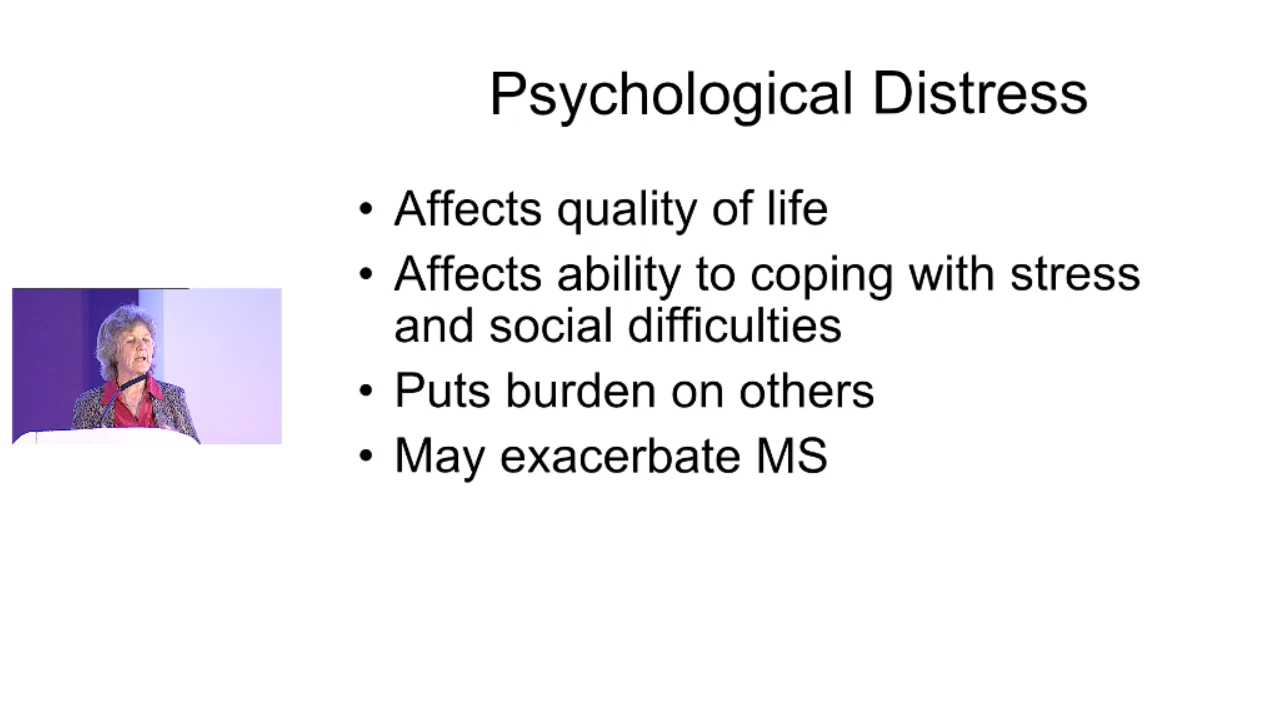 Psychological Distress
• Affects quality of life
• Affects ability to coping with stress
and social difficulties
• Puts burden on others
• May exacerbate MS